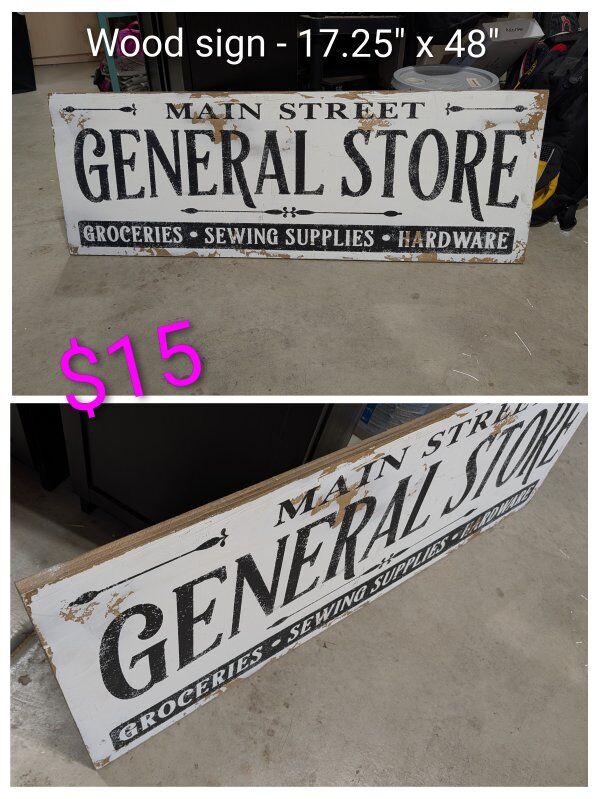 Wood sign - 17.25" x 48"
MAIN STREET
GENERAL STORE
GROCERIES • SEWING SUPPLIES • HARDWARE
$15
MAIN STREE
GENERAL STORE
GROCERIES • SEWING SUPPLIES • HARDWARE